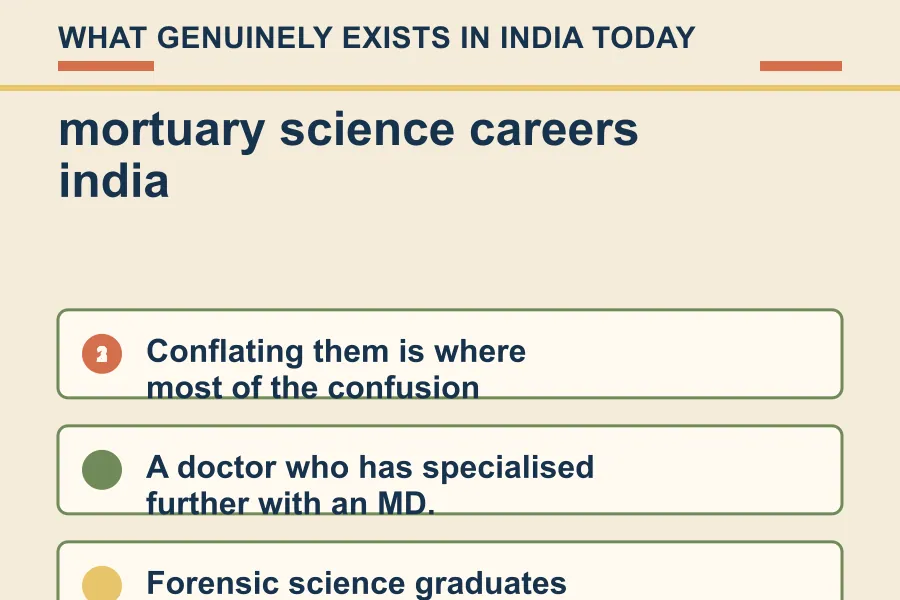 WHAT GENUINELY EXISTS IN INDIA TODAY
mortuary science careers
india
Conflating them is where
most of the confusion
A doctor who has specialised
further with an MD.
Forensic science graduates